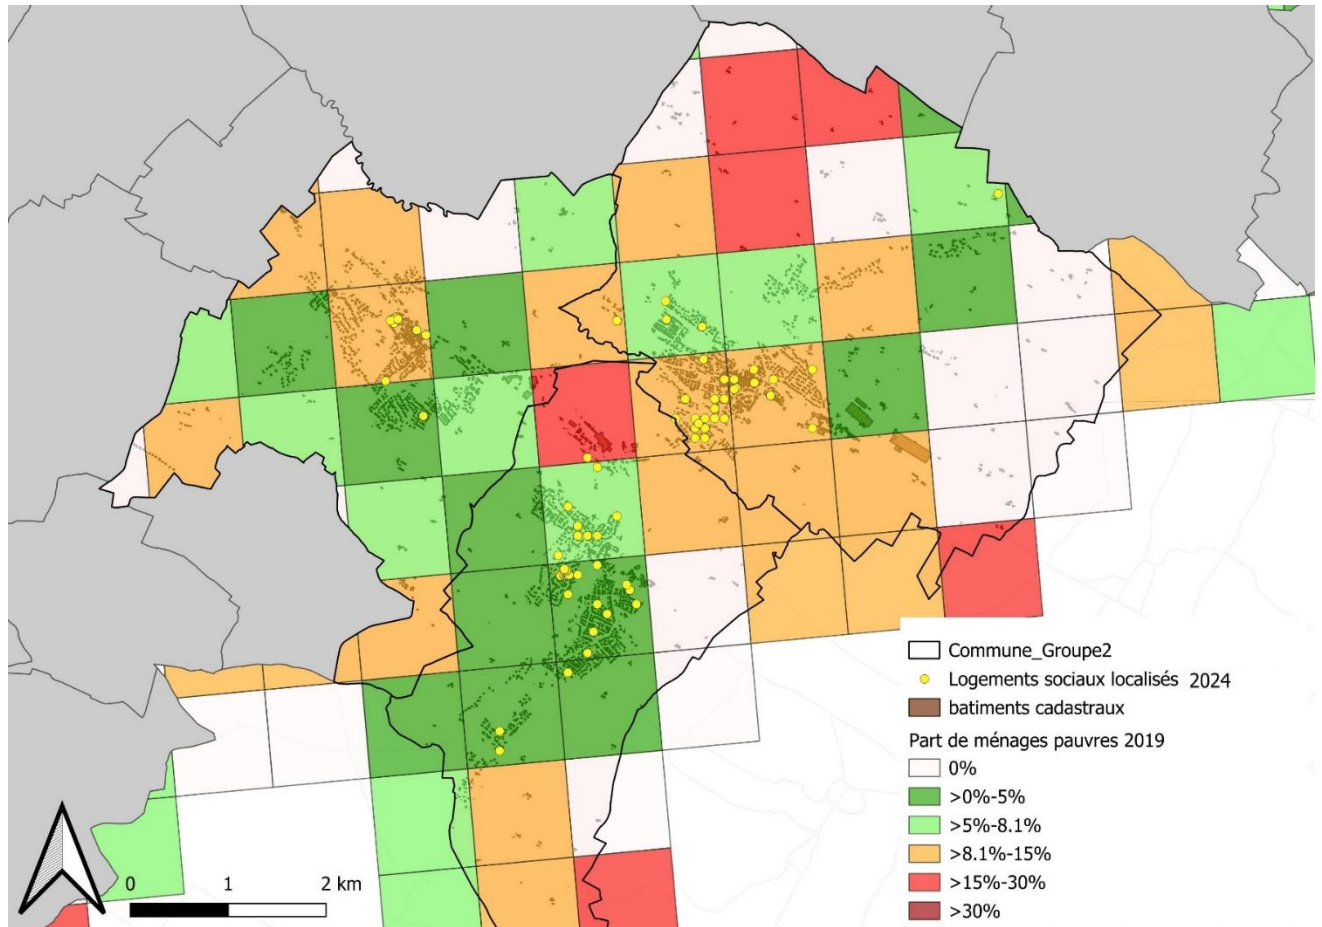 Commune_Groupe2
Logements sociaux localisés 2024
batiments cadastraux
Part de ménages pauvres 2019
0%
>0%-5%
>5%-8.1%
>8.1%-15%
>15%-30%
>30%
0 1 2 km